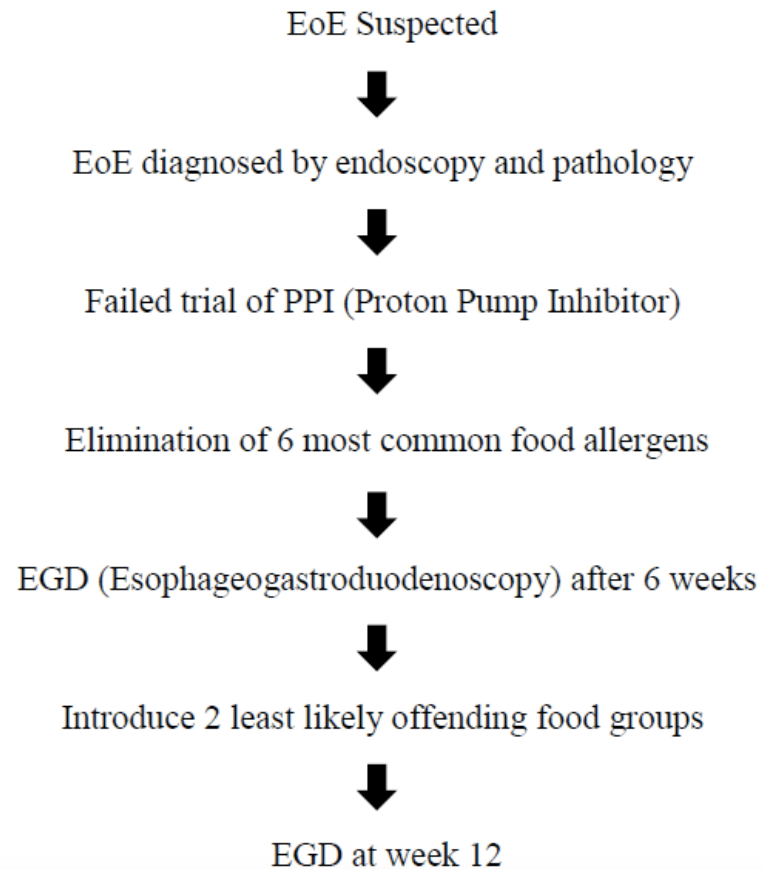 EoE Suspected
EoE diagnosed by endoscopy and pathology
Failed trial of PPI (Proton Pump Inhibitor)
Elimination of 6 most common food allergens
EGD (Esophageogastroduodenoscopy) after 6 weeks
Introduce 2 least likely offending food groups
EGD at week 12